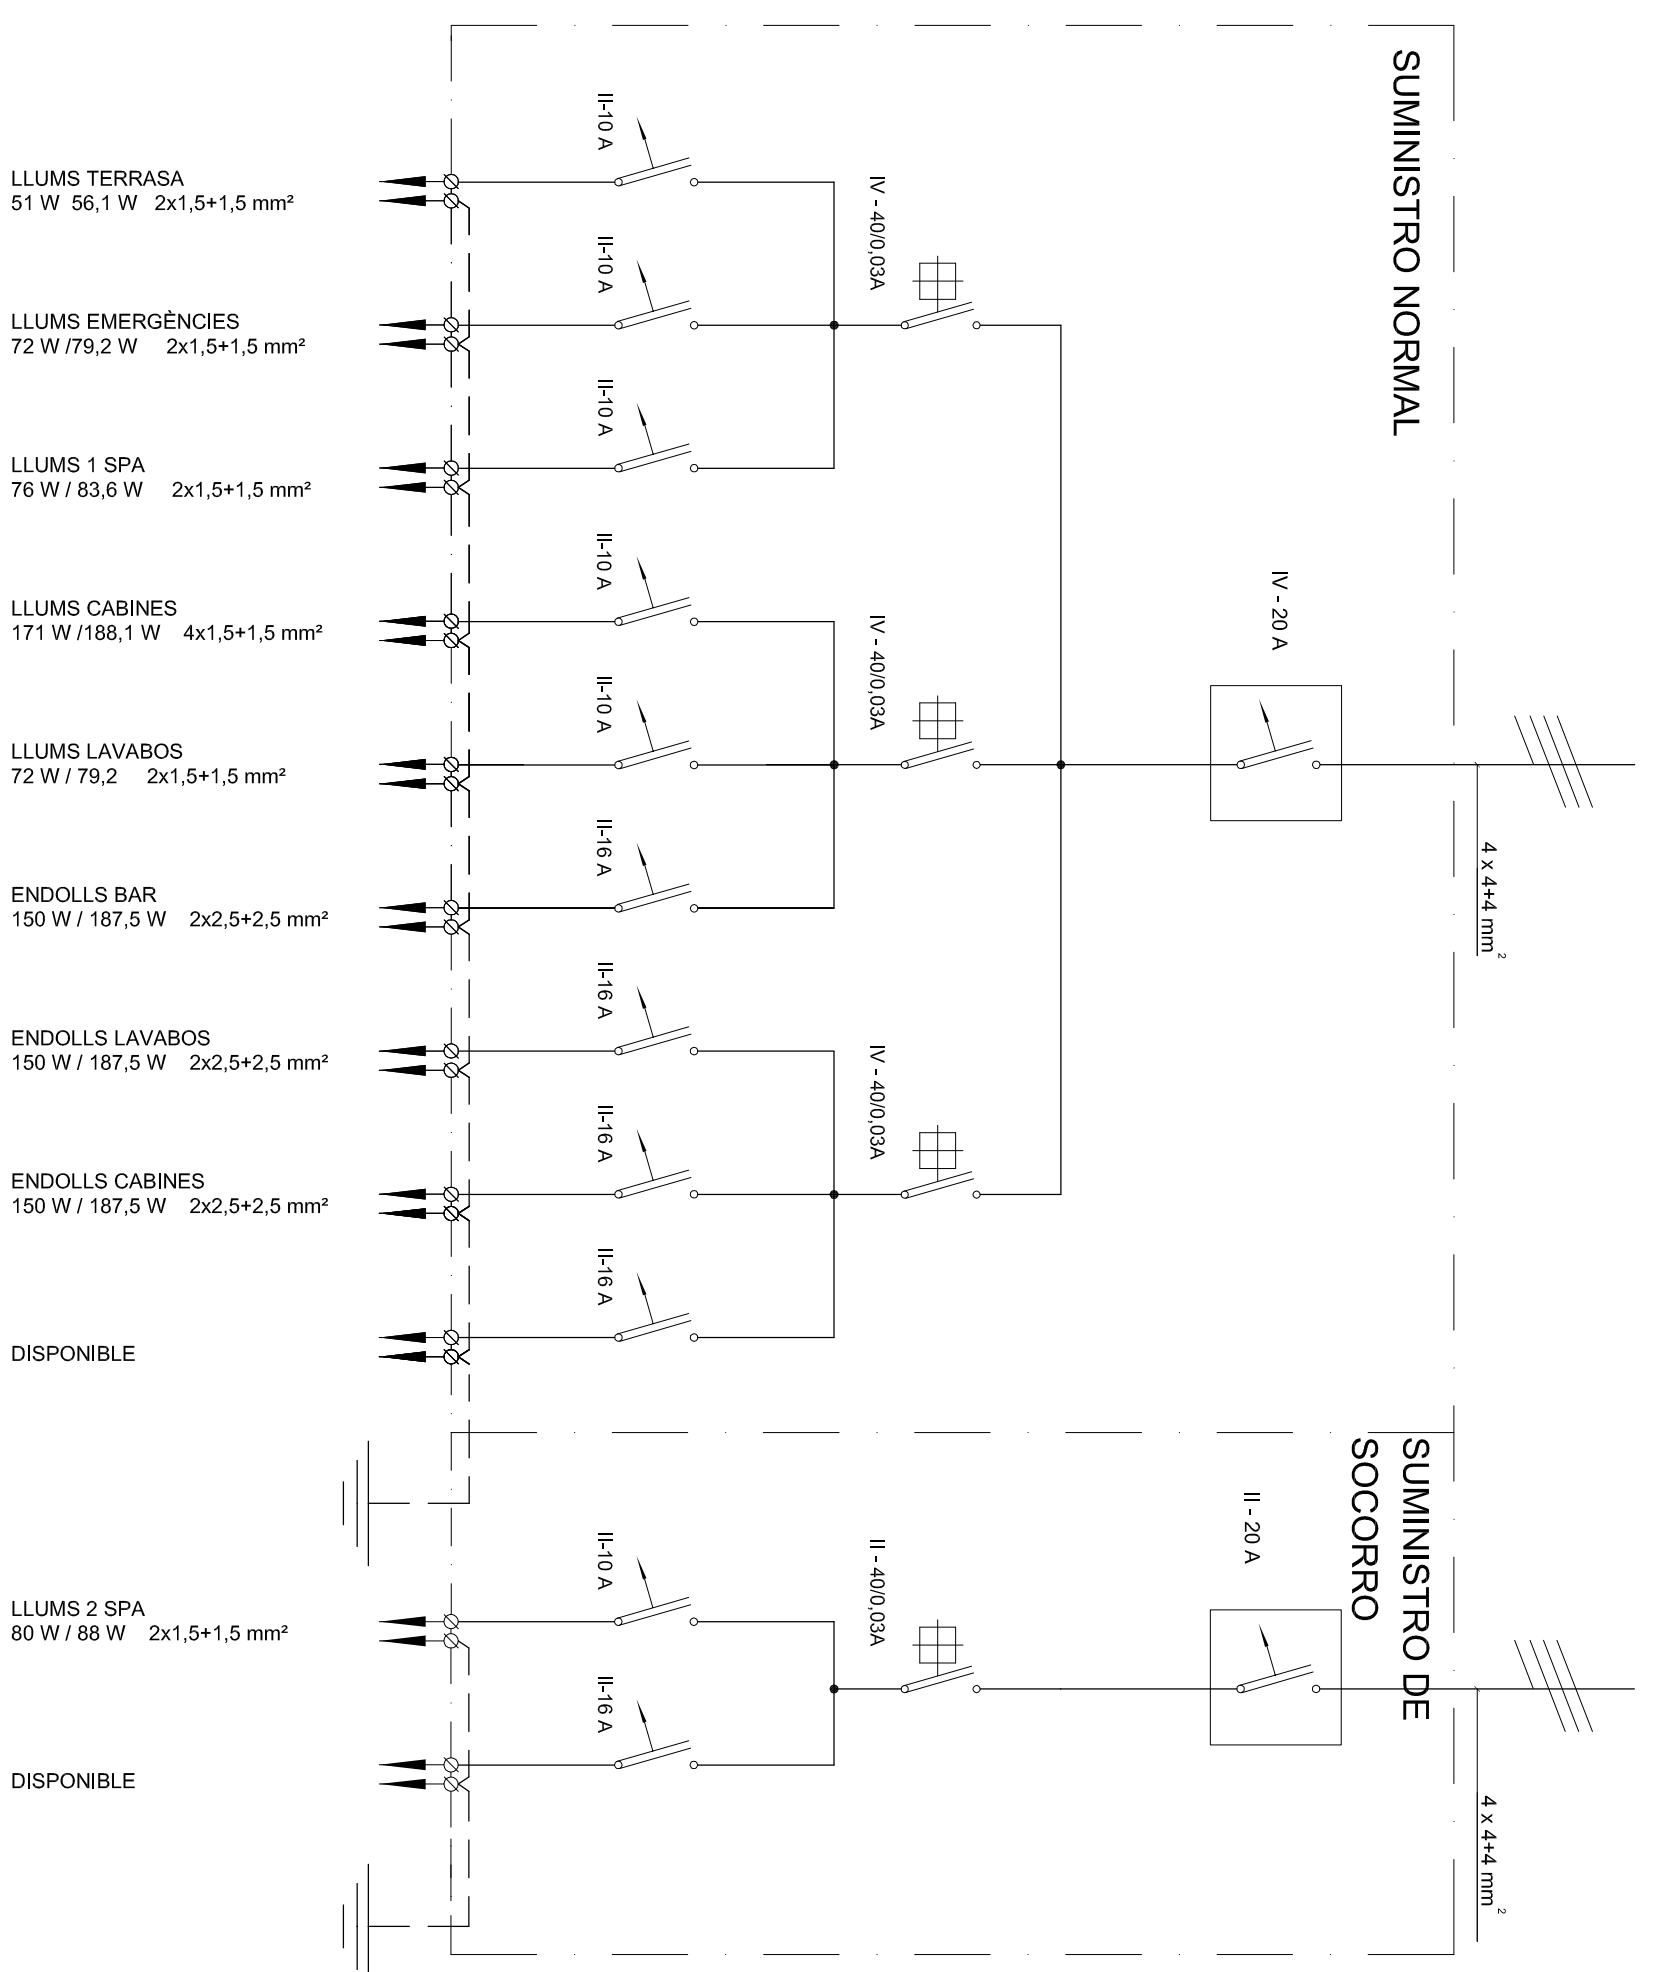 SUMINISTRO NORMAL
IV - 20 A
4 x 4+4 mm²
IV - 40/0,03A
IV - 40/0,03A
IV - 40/0,03A
II-10 A
II-10 A
II-10 A
II-10 A
II-10 A
II-16 A
II-16 A
II-16 A
II-16 A
LLUMS TERRASA
51 W 56,1 W 2x1,5+1,5 mm²
LLUMS EMERGÈNCIES
72 W /79,2 W 2x1,5+1,5 mm²
LLUMS 1 SPA
76 W / 83,6 W 2x1,5+1,5 mm²
LLUMS CABINES
171 W /188,1 W 4x1,5+1,5 mm²
LLUMS LAVABOS
72 W / 79,2 2x1,5+1,5 mm²
ENDOLLS BAR
150 W / 187,5 W 2x2,5+2,5 mm²
ENDOLLS LAVABOS
150 W / 187,5 W 2x2,5+2,5 mm²
ENDOLLS CABINES
150 W / 187,5 W 2x2,5+2,5 mm²
DISPONIBLE
SUMINISTRO DE
SOCORRO
II - 20 A
4 x 4+4 mm²
II - 40/0,03A
II-10 A
II-16 A
LLUMS 2 SPA
80 W / 88 W 2x1,5+1,5 mm²
DISPONIBLE